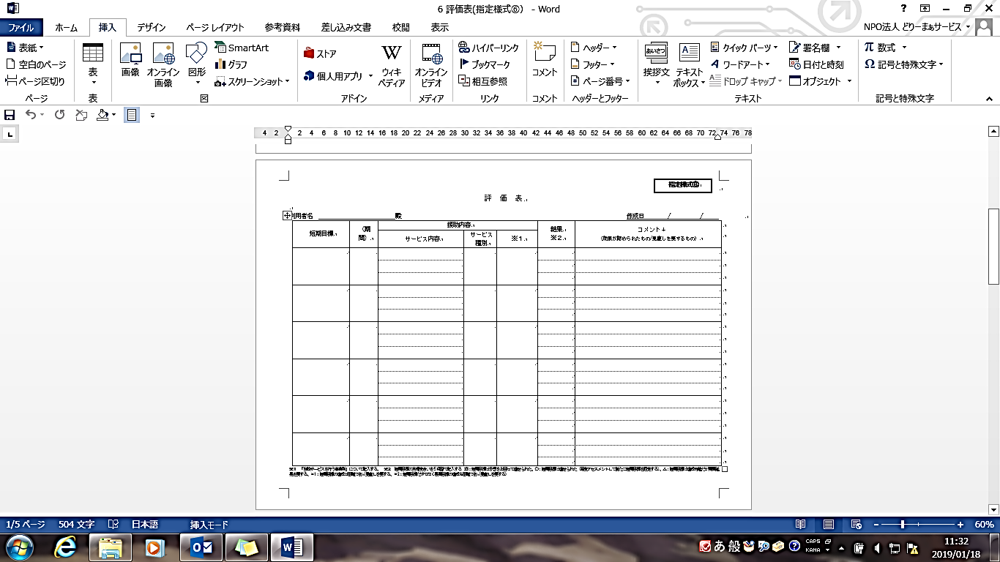 6 評価表(指定様式⑥) - Word
ファイル ホーム 挿入 デザイン ページ レイアウト 参考資料 差し込み文書 校閲 表示 NPO法人 どりーまぁサービス
表紙
空白のページ
ページ区切り
ページ
表
表
画像
オンライン
画像
図形
SmartArt
グラフ
スクリーンショット
図
ストア
個人用アプリ
ウィキ
ペディア
アドイン
オンライン
ビデオ
メディア
ハイパーリンク
ブックマーク
相互参照
リンク
コメント
コメント
ヘッダー
フッター
ページ番号
ヘッダーとフッター
あいさつ
挨拶文
テキスト
ボックス
クイック パーツ
ワードアート
ドロップ キャップ
署名欄
日付と時刻
オブジェクト
テキスト
数式
記号と特殊文字
記号と特殊文字
4 2 2 4 6 8 10 12 14 16 18 20 22 24 26 28 30 32 34 36 38 40 42 44 46 48 50 52 54 56 58 60 62 64 66 68 70 72 74 76 78
指定様式⑥
評 価 表
利用者名 殿 作成日 / /
短期目標
(期
間)
援助内容
サービス内容
サービス
種別
※1
結果
※2
コメント
(効果が認められたもの/見直しを要するもの)
1/5 ページ 504 文字 日本語 挿入モード 60%
あ 般 CAPS
KANA
11:32
2019/01/18